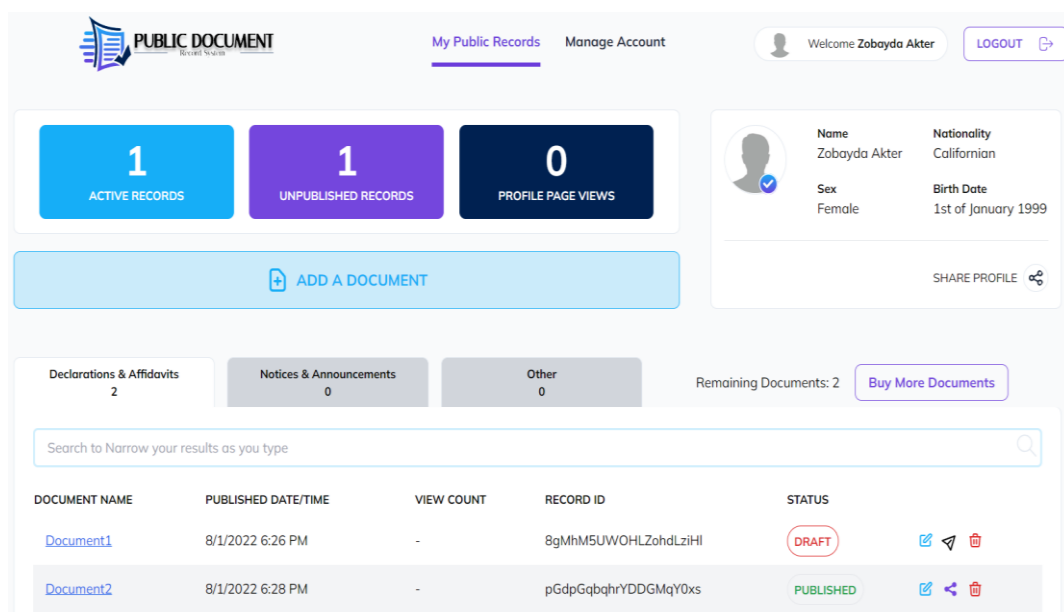 PUBLIC DOCUMENT
Record System
My Public Records
Manage Account
Welcome Zobayda Akter
LOGOUT
1
ACTIVE RECORDS
1
UNPUBLISHED RECORDS
0
PROFILE PAGE VIEWS
Name
Zobayda Akter
Nationality
Californian
Sex
Female
Birth Date
1st of January 1999
SHARE PROFILE
ADD A DOCUMENT
Declarations & Affidavits
2
Notices & Announcements
0
Other
0
Remaining Documents: 2
Buy More Documents
Search to Narrow your results as you type
DOCUMENT NAME PUBLISHED DATE/TIME VIEW COUNT RECORD ID STATUS
Document1 8/1/2022 6:26 PM - 8gMhM5UWOHLZohdLziHl DRAFT
Document2 8/1/2022 6:28 PM - pGdpGqbqhrYDDGMqY0xs PUBLISHED